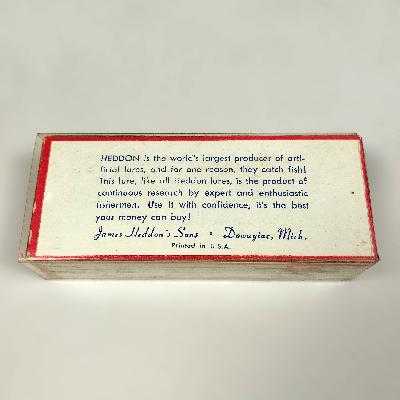 HEDDON is the world's largest producer of arti-
ficial lures, and for one reason, they catch fish!
This lure, like all Heddon lures, is the product of
continuous research by expert and enthusiastic
fishermen. Use it with confidence, it's the best
your money can buy!
James Heddon's Sons • Dowagiac, Mich.
Printed in U.S.A.